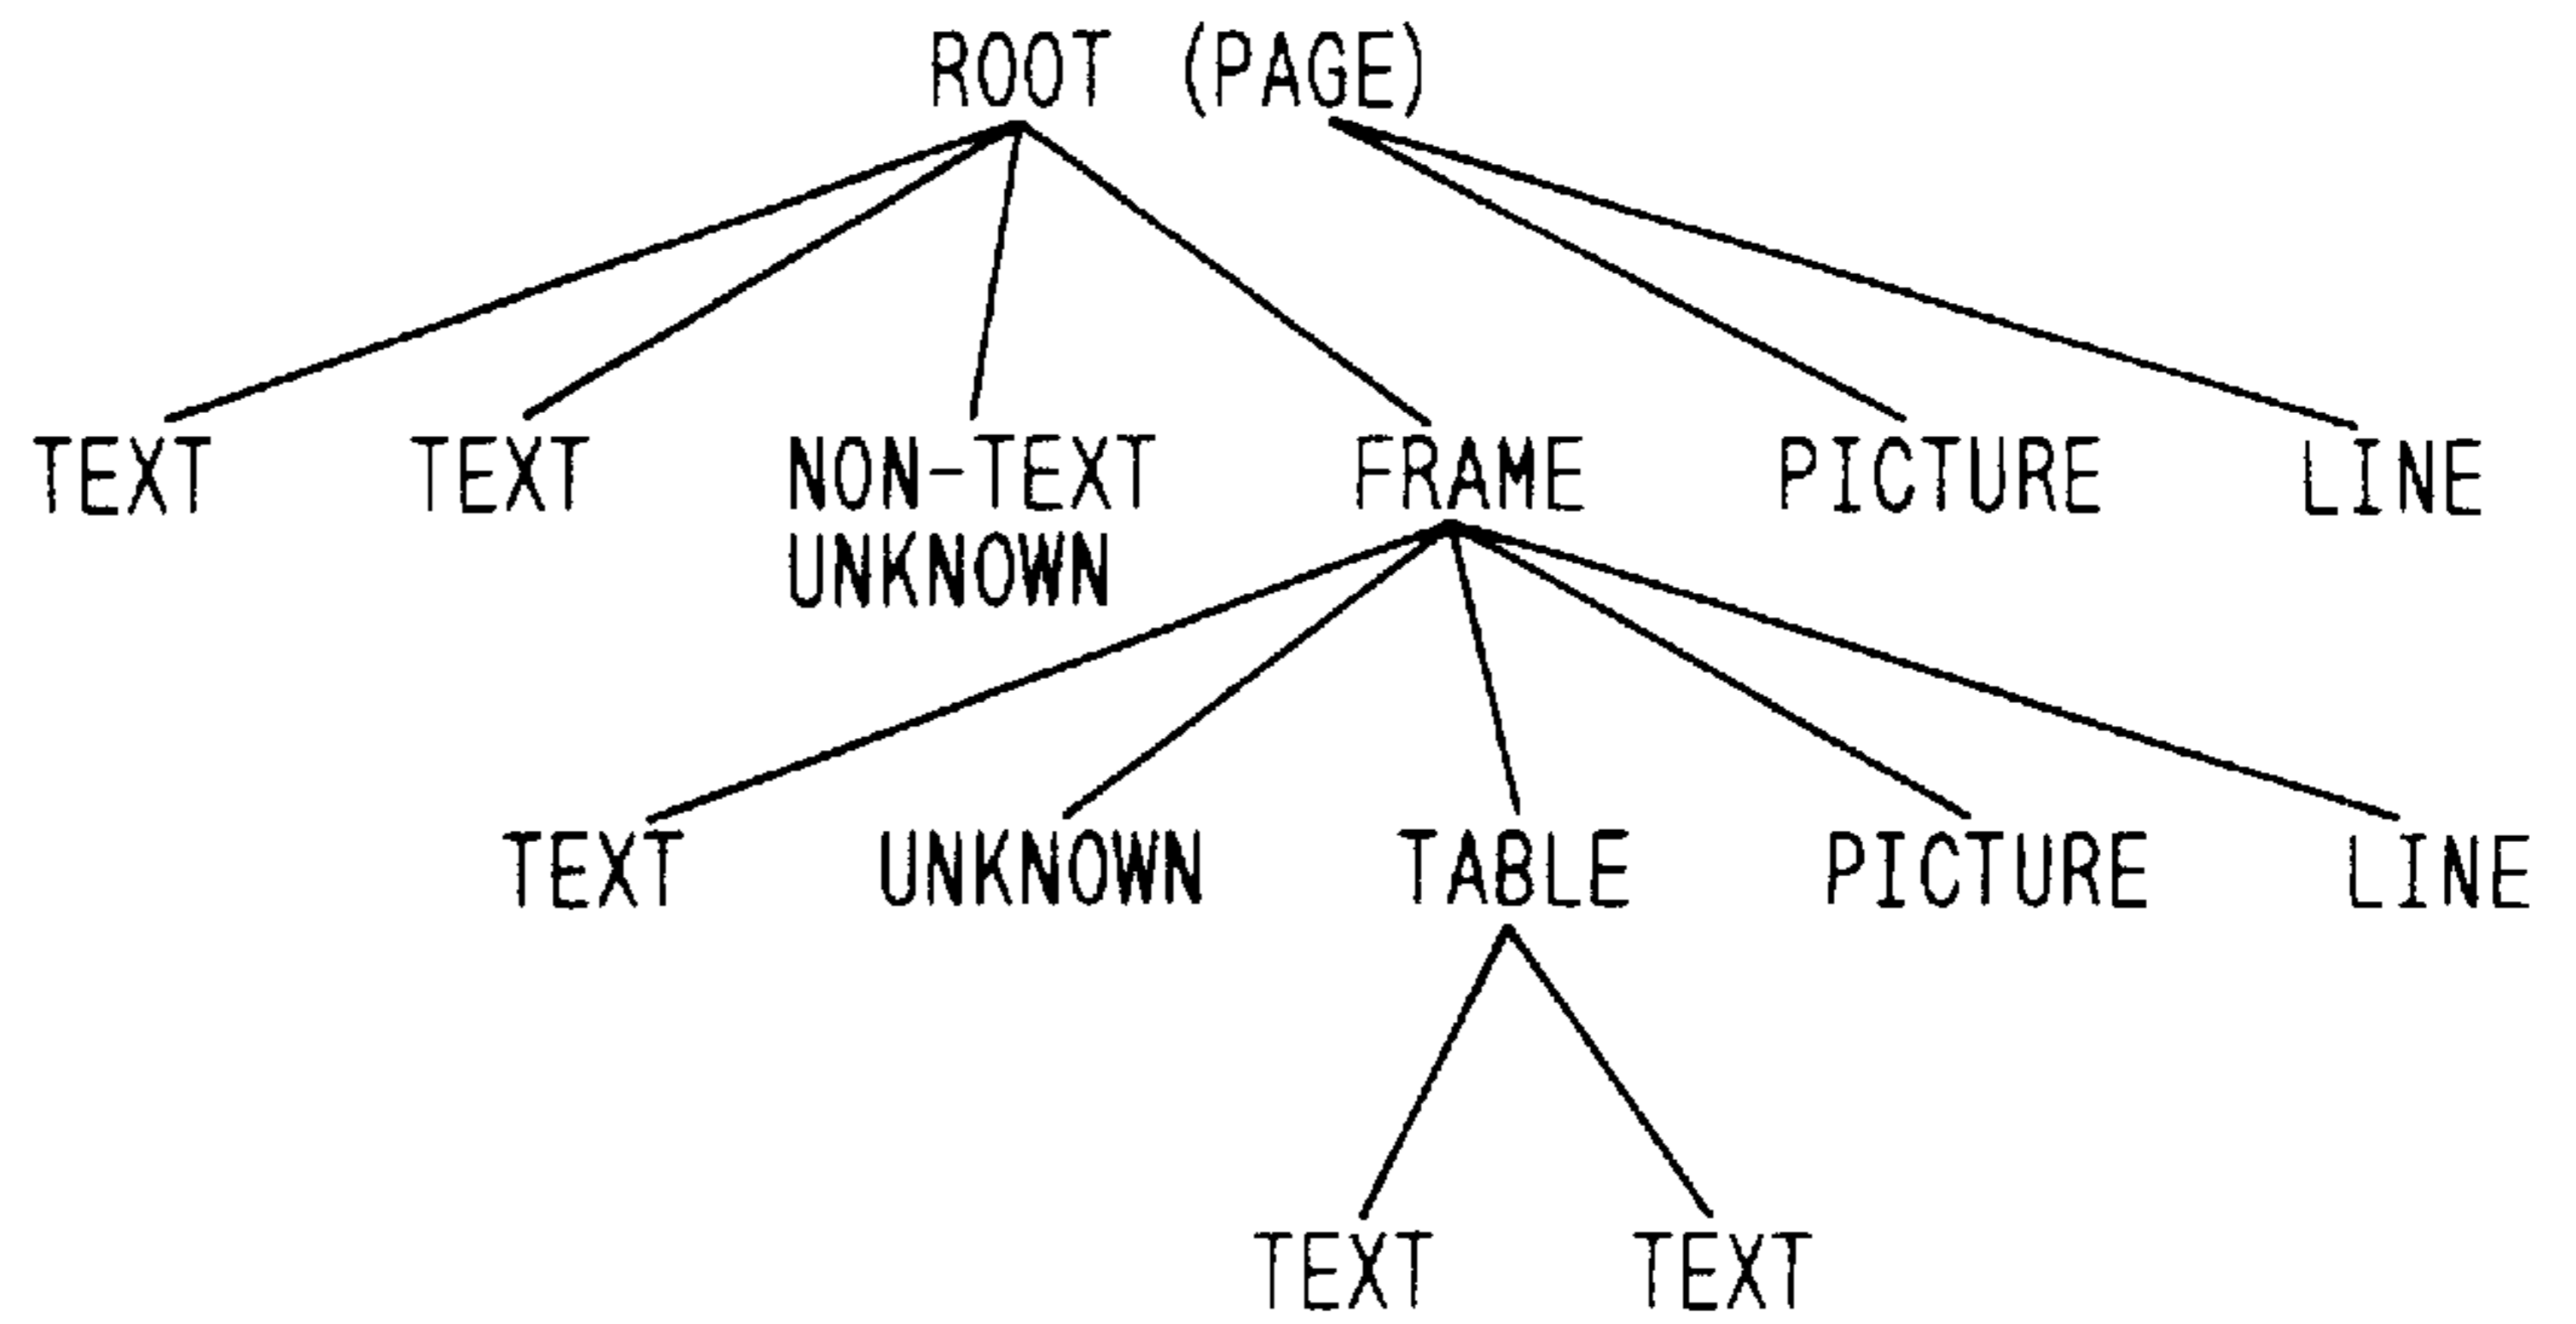 ROOT (PAGE)
TEXT TEXT NON-TEXT FRAME PICTURE LINE
UNKNOWN
TEXT UNKNOWN TABLE PICTURE LINE
TEXT TEXT